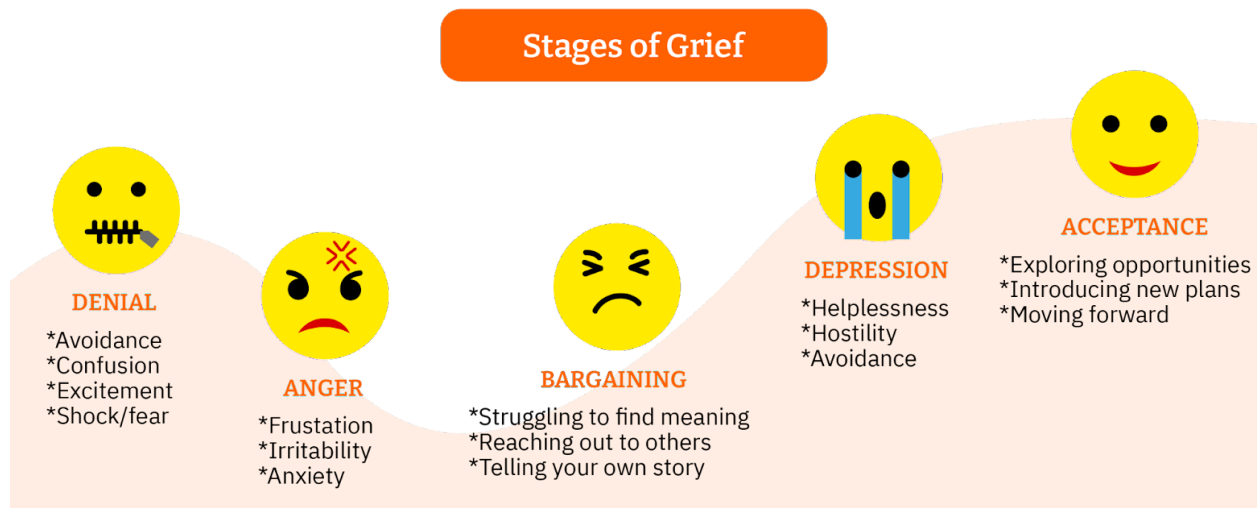 Stages of Grief
DENIAL
*Avoidance
*Confusion
*Excitement
*Shock/fear
ANGER
*Frustation
*Irritability
*Anxiety
BARGAINING
*Struggling to find meaning
*Reaching out to others
*Telling your own story
DEPRESSION
*Helplessness
*Hostility
*Avoidance
ACCEPTANCE
*Exploring opportunities
*Introducing new plans
*Moving forward